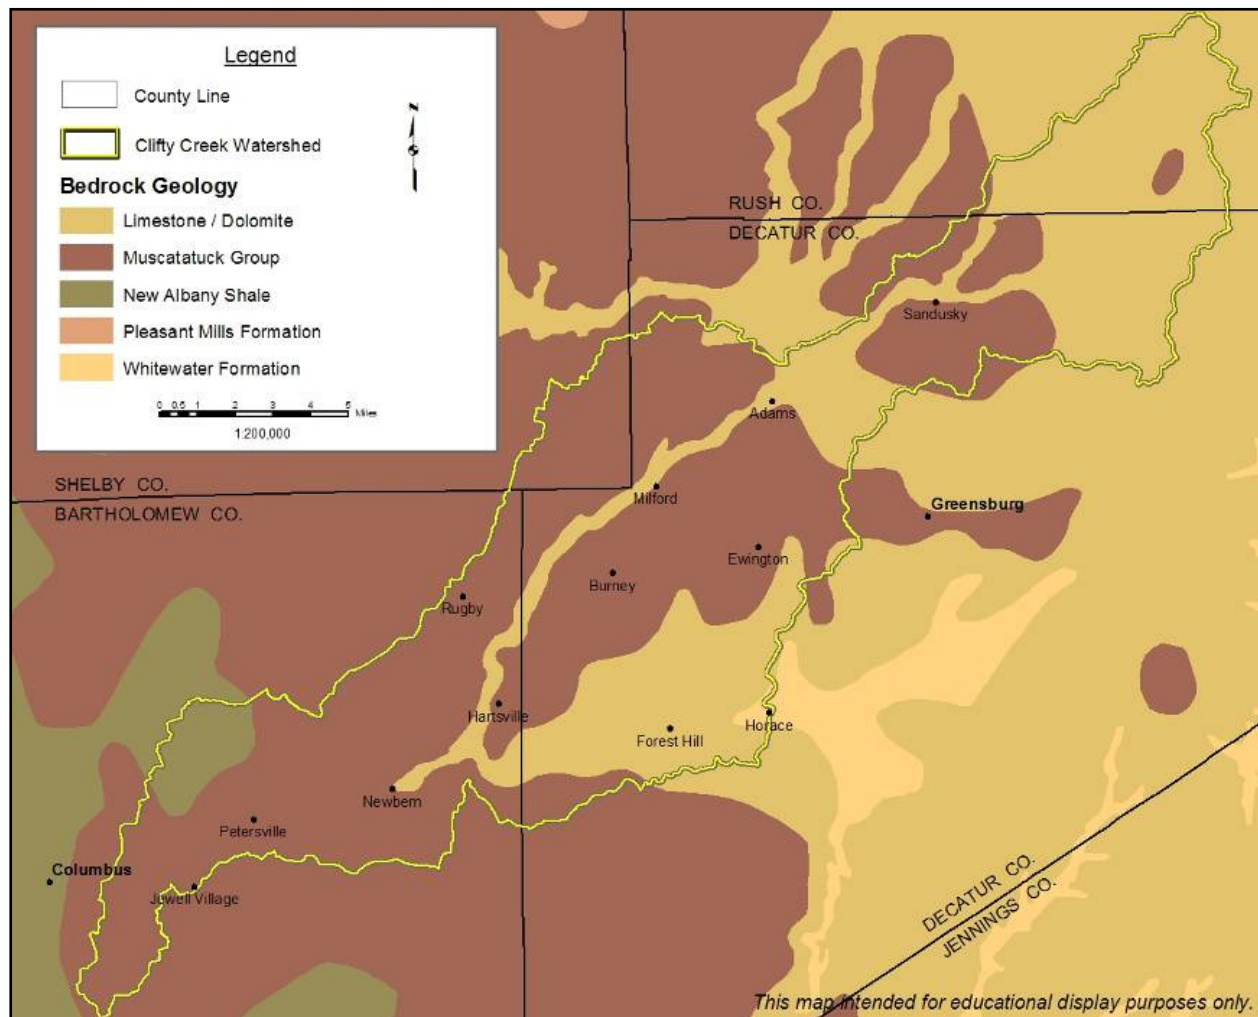 Legend
County Line
Clifty Creek Watershed
Bedrock Geology
Limestone / Dolomite
Muscatatuck Group
New Albany Shale
Pleasant Mills Formation
Whitewater Formation
N
0 0.5 1 2 3 4 5 Miles
1:200,000
RUSH CO.
DECATUR CO.
Sandusky
Adams
SHELBY CO.
BARTHOLOMEW CO.
Milford
Greensburg
Ewington
Burney
Rugby
Hartsville
Forest Hill
Horace
Newbern
Petersville
Columbus
Jewell Village
DECATUR CO.
JENNINGS CO.
This map intended for educational display purposes only.